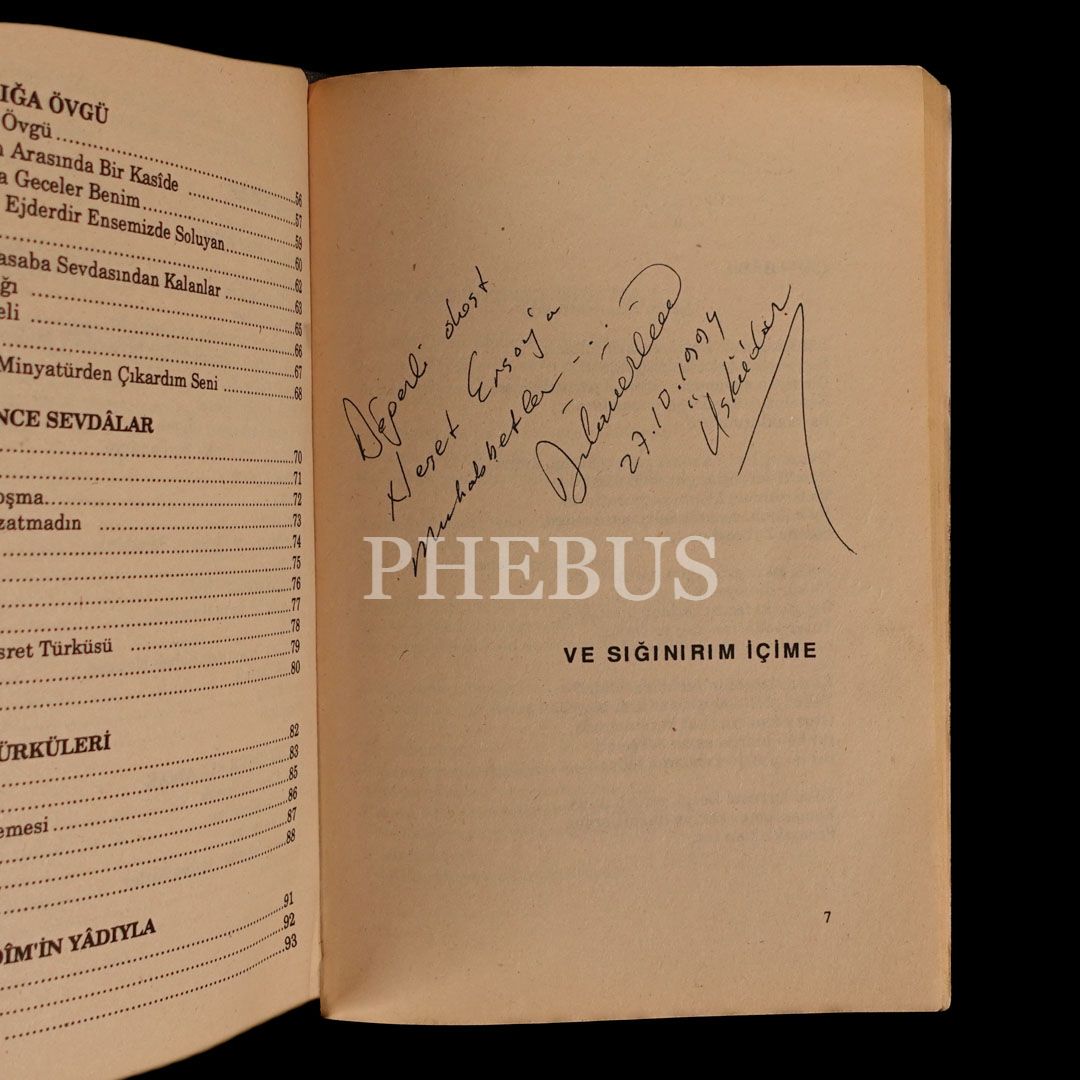 IĞA ÖVGÜ
Övgü
56
Arasında Bir Kasîde
57
a Geceler Benim
59
Ejderdir Ensemizde Soluyan
60
62
asaba Sevdasından Kalanlar
63
ğı
65
eli
66
67
Minyatürden Çıkardım Seni
68
NCE SEVDÂLAR
70
71
oşma
72
zatmadın
73
74
75
76
77
78
sret Türküsü
79
80
ÜRKÜLERİ
82
83
85
emesi
86
87
88
DÎM'İN YÂDIYLA
91
92
93
Değerli dost
Neşet Ersoy'a
muhabbetler
27.10.1994
Üsküdar
PHEBUS
VE SIĞINIRIM İÇİME
7